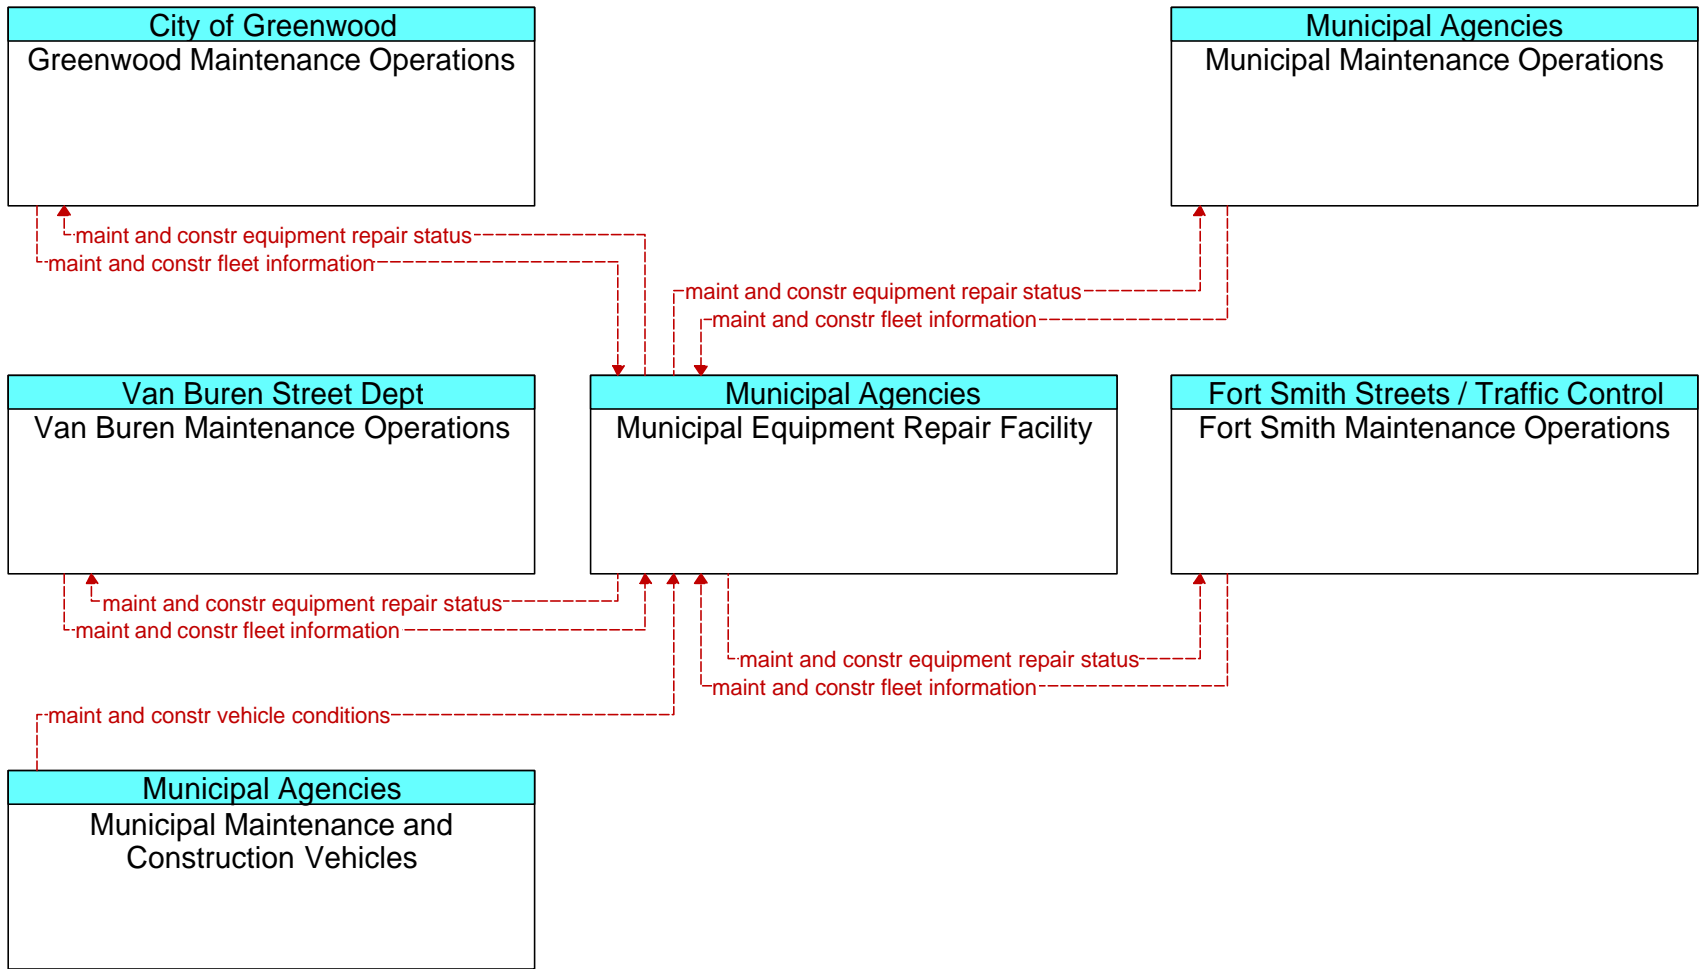 City of Greenwood
Greenwood Maintenance Operations
Municipal Agencies
Municipal Maintenance Operations
maint and constr equipment repair status
maint and constr fleet information
maint and constr equipment repair status
maint and constr fleet information
Van Buren Street Dept
Van Buren Maintenance Operations
Municipal Agencies
Municipal Equipment Repair Facility
Fort Smith Streets / Traffic Control
Fort Smith Maintenance Operations
maint and constr equipment repair status
maint and constr fleet information
maint and constr equipment repair status
maint and constr fleet information
maint and constr vehicle conditions
Municipal Agencies
Municipal Maintenance and
Construction Vehicles